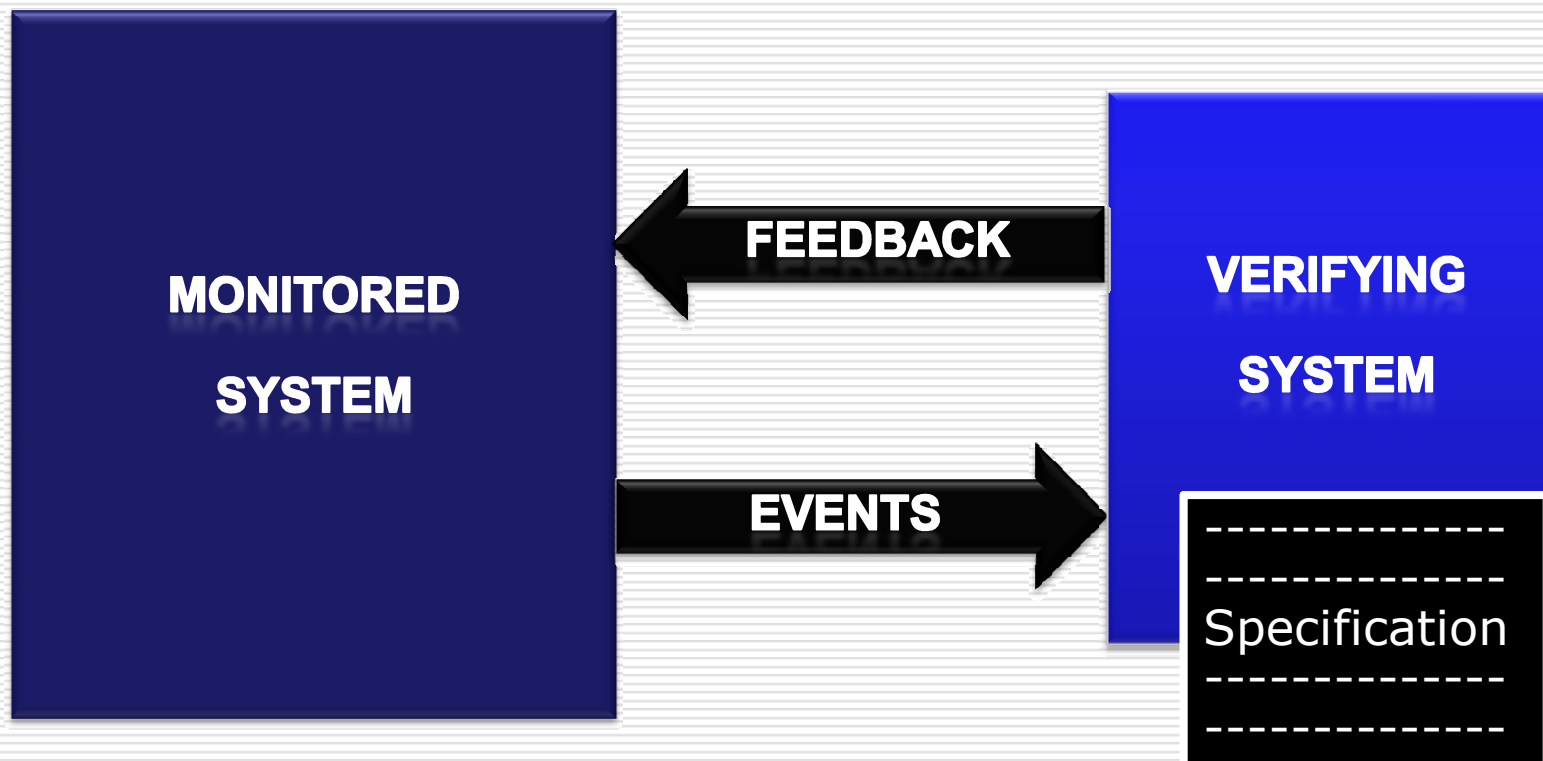 MONITORED
SYSTEM
FEEDBACK
EVENTS
VERIFYING
SYSTEM
--------------
--------------
Specification
--------------
--------------